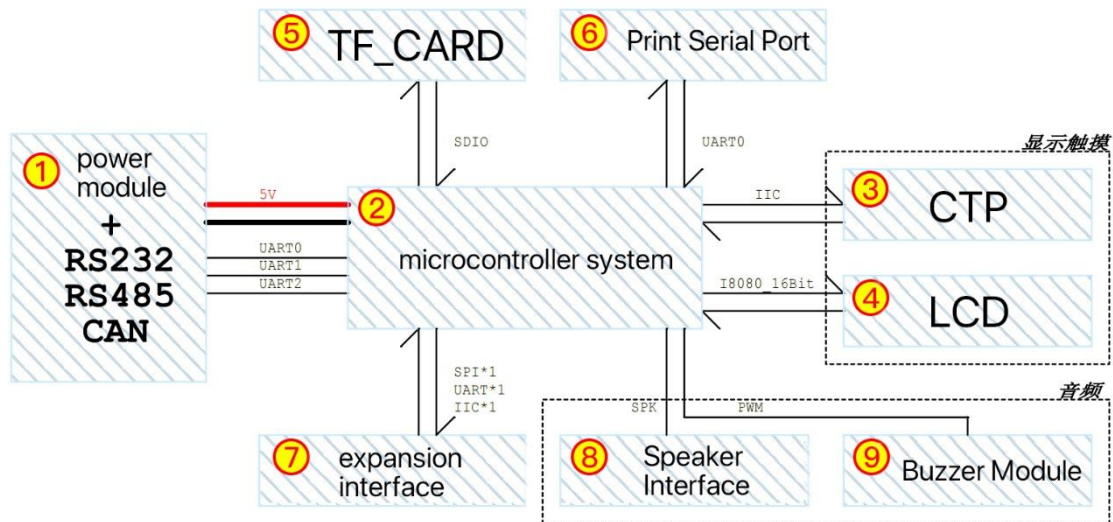 5 TF_CARD
6 Print Serial Port
SDIO
UART0
1 power
module
+
RS232
RS485
CAN
5V
UART0
UART1
UART2
2
microcontroller system
显示触摸
IIC
3 CTP
I8080_16Bit
4 LCD
SPI*1
UART*1
IIC*1
音频
SPK
PWM
7 expansion
interface
8 Speaker
Interface
9 Buzzer Module